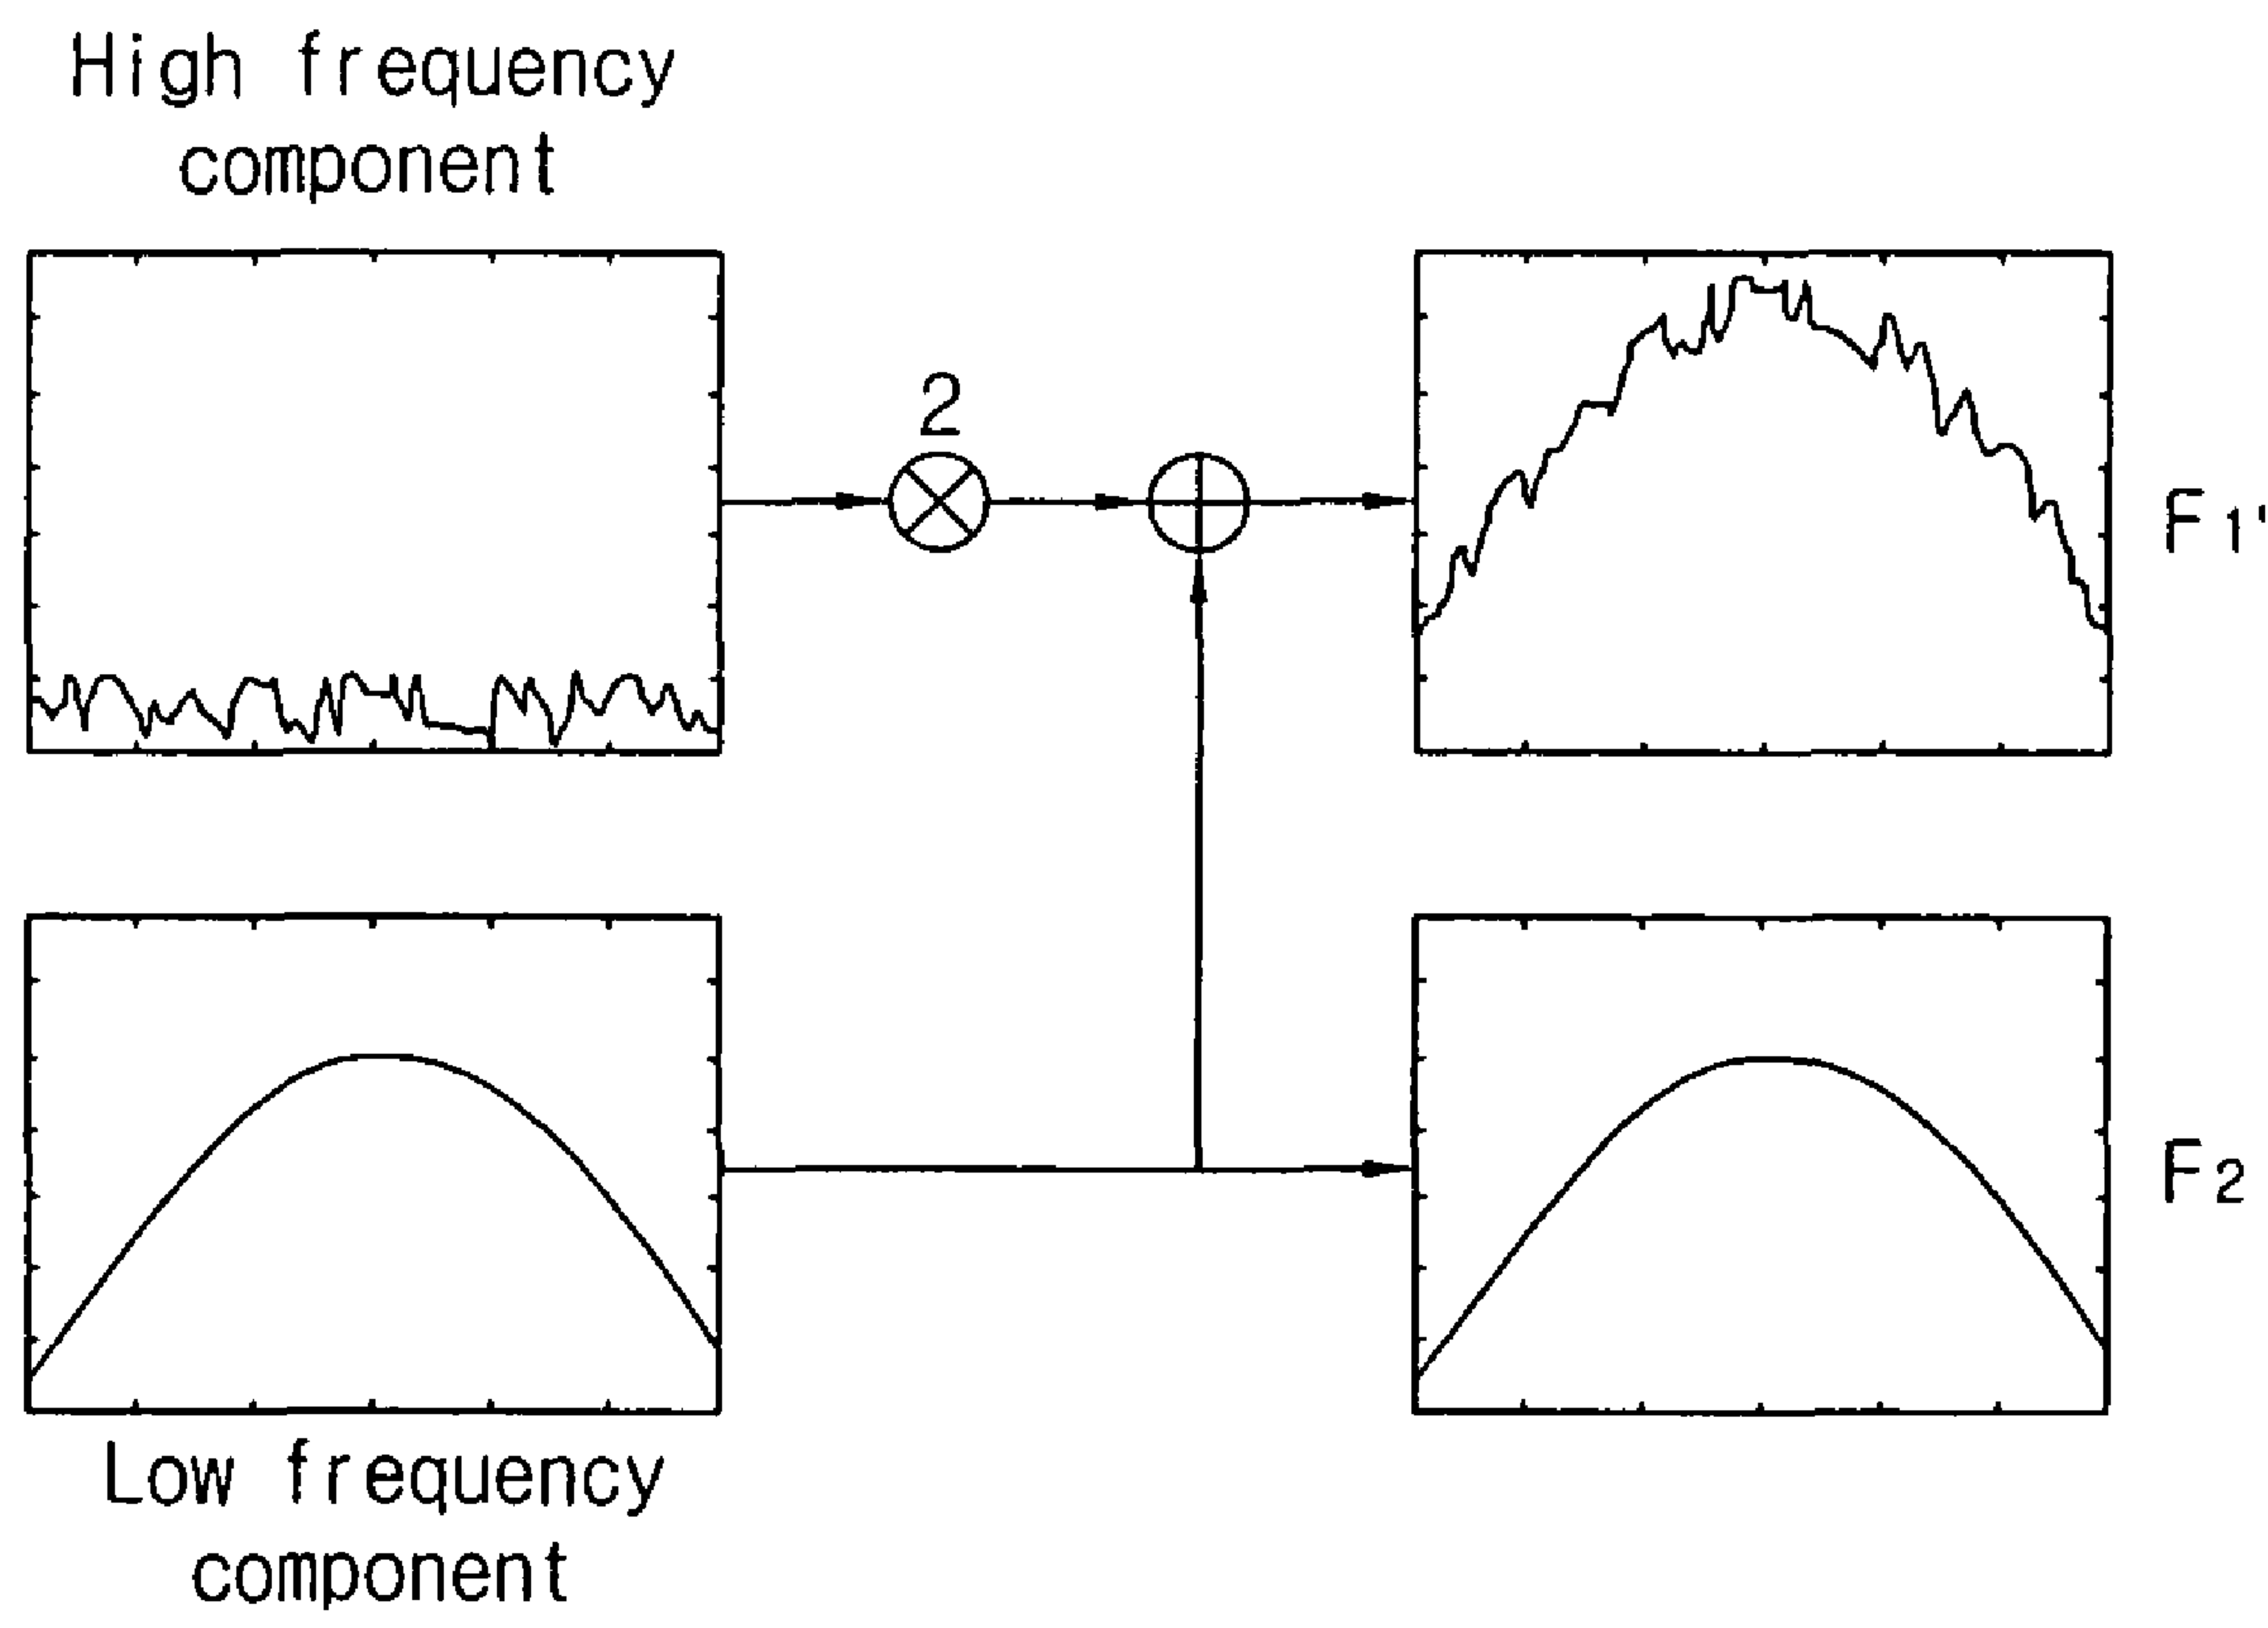 High frequency
component
2
F1'
F2
Low frequency
component